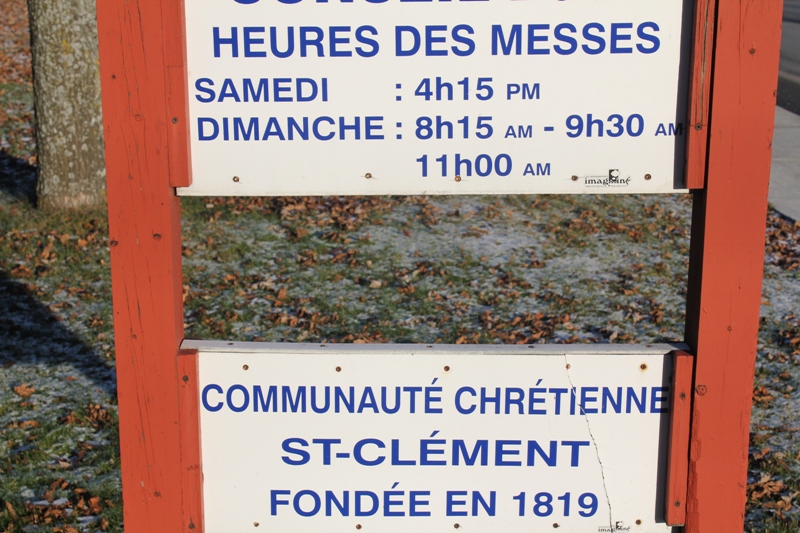 HEURES DES MESSES
SAMEDI : 4h15 PM
DIMANCHE : 8h15 AM - 9h30 AM
11h00 AM
COMMUNAUTÉ CHRÉTIENNE
ST-CLÉMENT
FONDÉE EN 1819